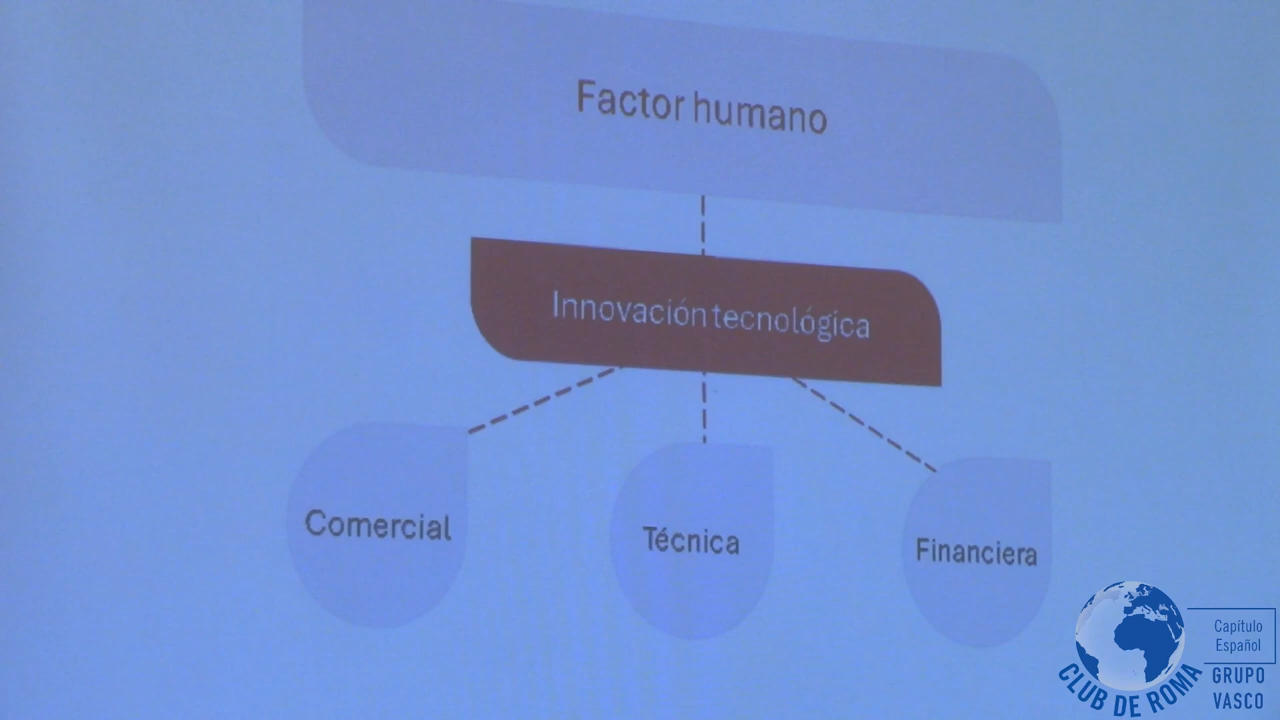 Factor humano
Innovación tecnológica
Comercial
Técnica
Financiera
Capítulo
Español
CLUB DE ROMA
GRUPO
VASCO